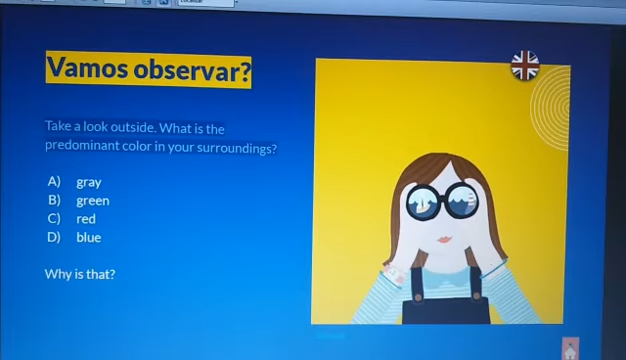 Vamos observar?
Take a look outside. What is the
predominant color in your surroundings?
A) gray
B) green
C) red
D) blue
Why is that?